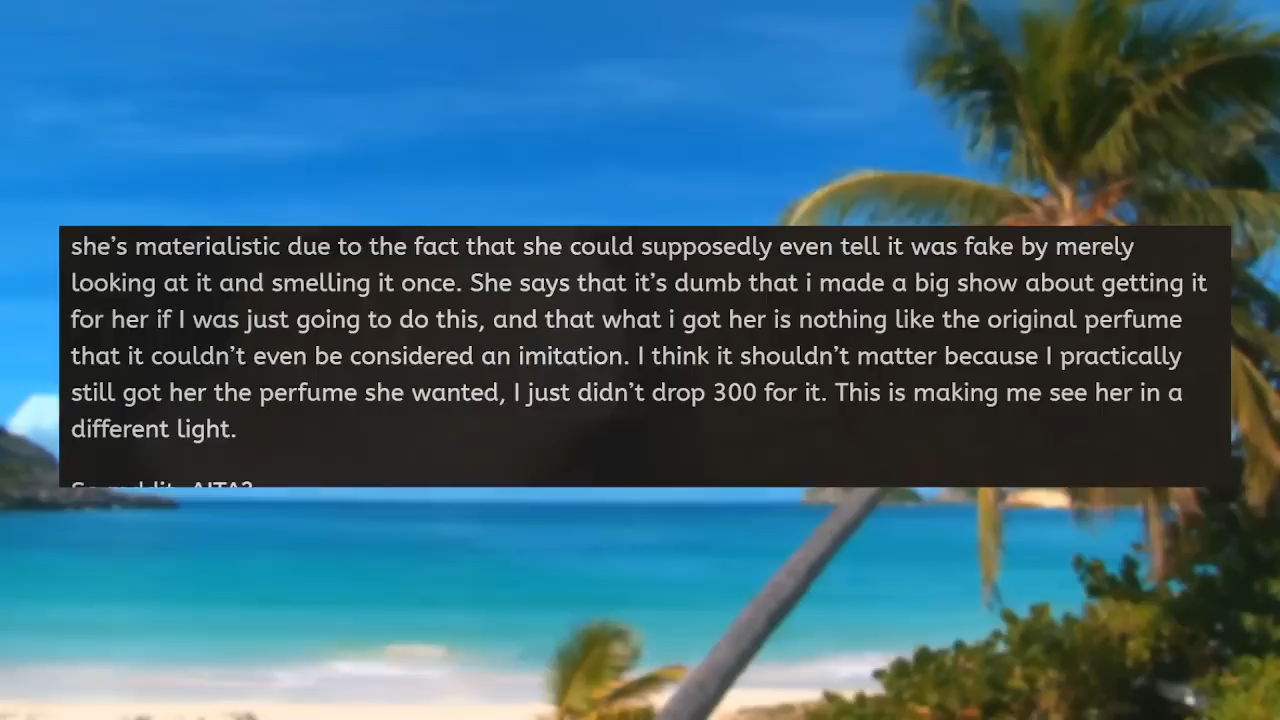 she’s materialistic due to the fact that she could supposedly even tell it was fake by merely
looking at it and smelling it once. She says that it’s dumb that i made a big show about getting it
for her if I was just going to do this, and that what i got her is nothing like the original perfume
that it couldn’t even be considered an imitation. I think it shouldn’t matter because I practically
still got her the perfume she wanted, I just didn’t drop 300 for it. This is making me see her in a
different light.
So reddit, AITA?